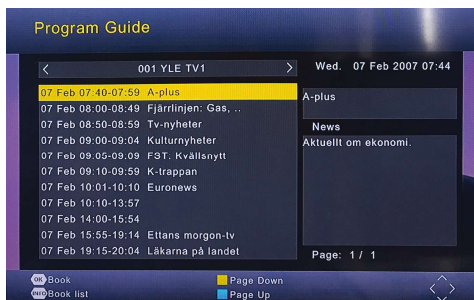 Program Guide
001 YLE TV1
Wed. 07 Feb 2007 07:44
07 Feb 07:40-07:59 A-plus
07 Feb 08:00-08:49 Fjärrlinjen: Gas, ..
07 Feb 08:50-08:59 Tv-nyheter
07 Feb 09:00-09:04 Kulturnyheter
07 Feb 09:05-09:09 FST: Kvällsnytt
07 Feb 09:10-09:59 K-trappan
07 Feb 10:01-10:10 Euronews
07 Feb 10:10-13:57
07 Feb 14:00-15:54
07 Feb 15:55-19:14 Ettans morgon-tv
07 Feb 19:15-20:04 Läkarna på landet
A-plus
News
Aktuellt om ekonomi.
Page: 1 / 1
OK Book
Page Down
INFO Book list
Page Up